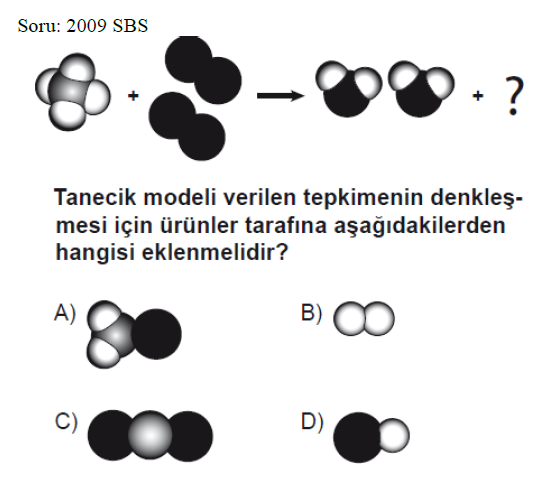 Soru: 2009 SBS
+ + ?
Tanecik modeli verilen tepkimenin denkleş-
mesi için ürünler tarafına aşağıdakilerden
hangisi eklenmelidir?
A) B)
C) D)